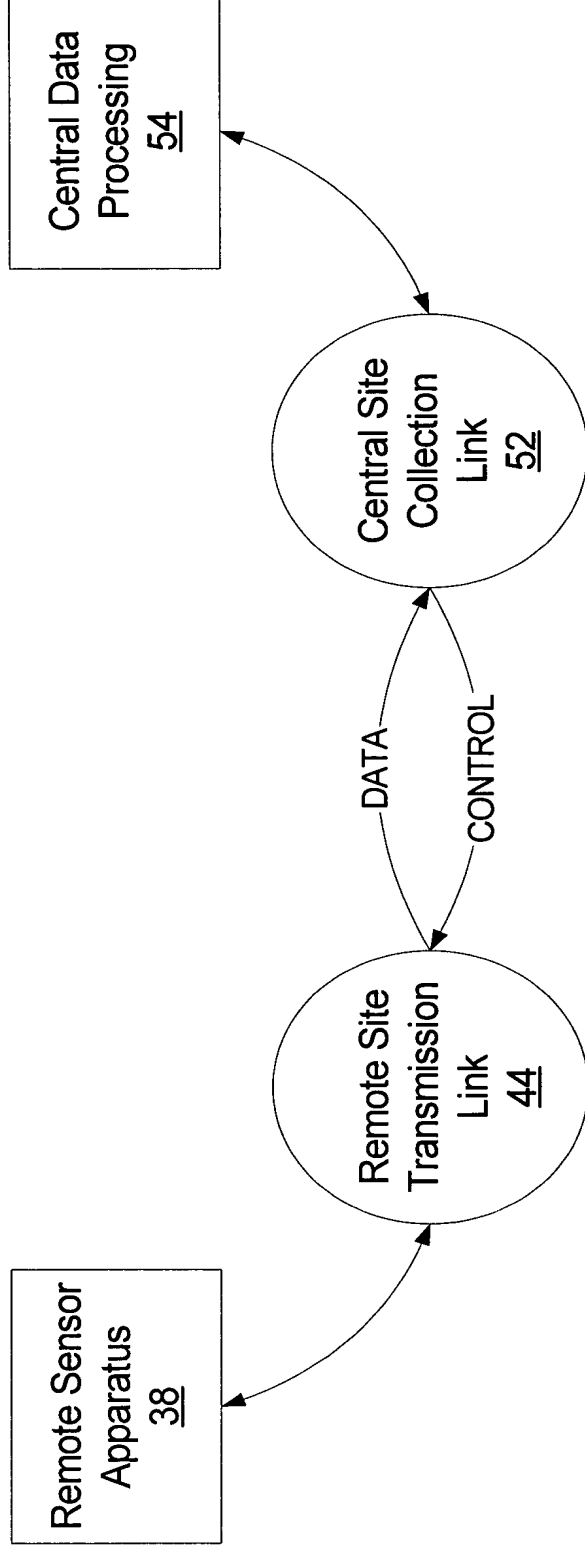 Remote Sensor
Apparatus
38
Remote Site
Transmission
Link
44
DATA
CONTROL
Central Site
Collection
Link
52
Central Data
Processing
54